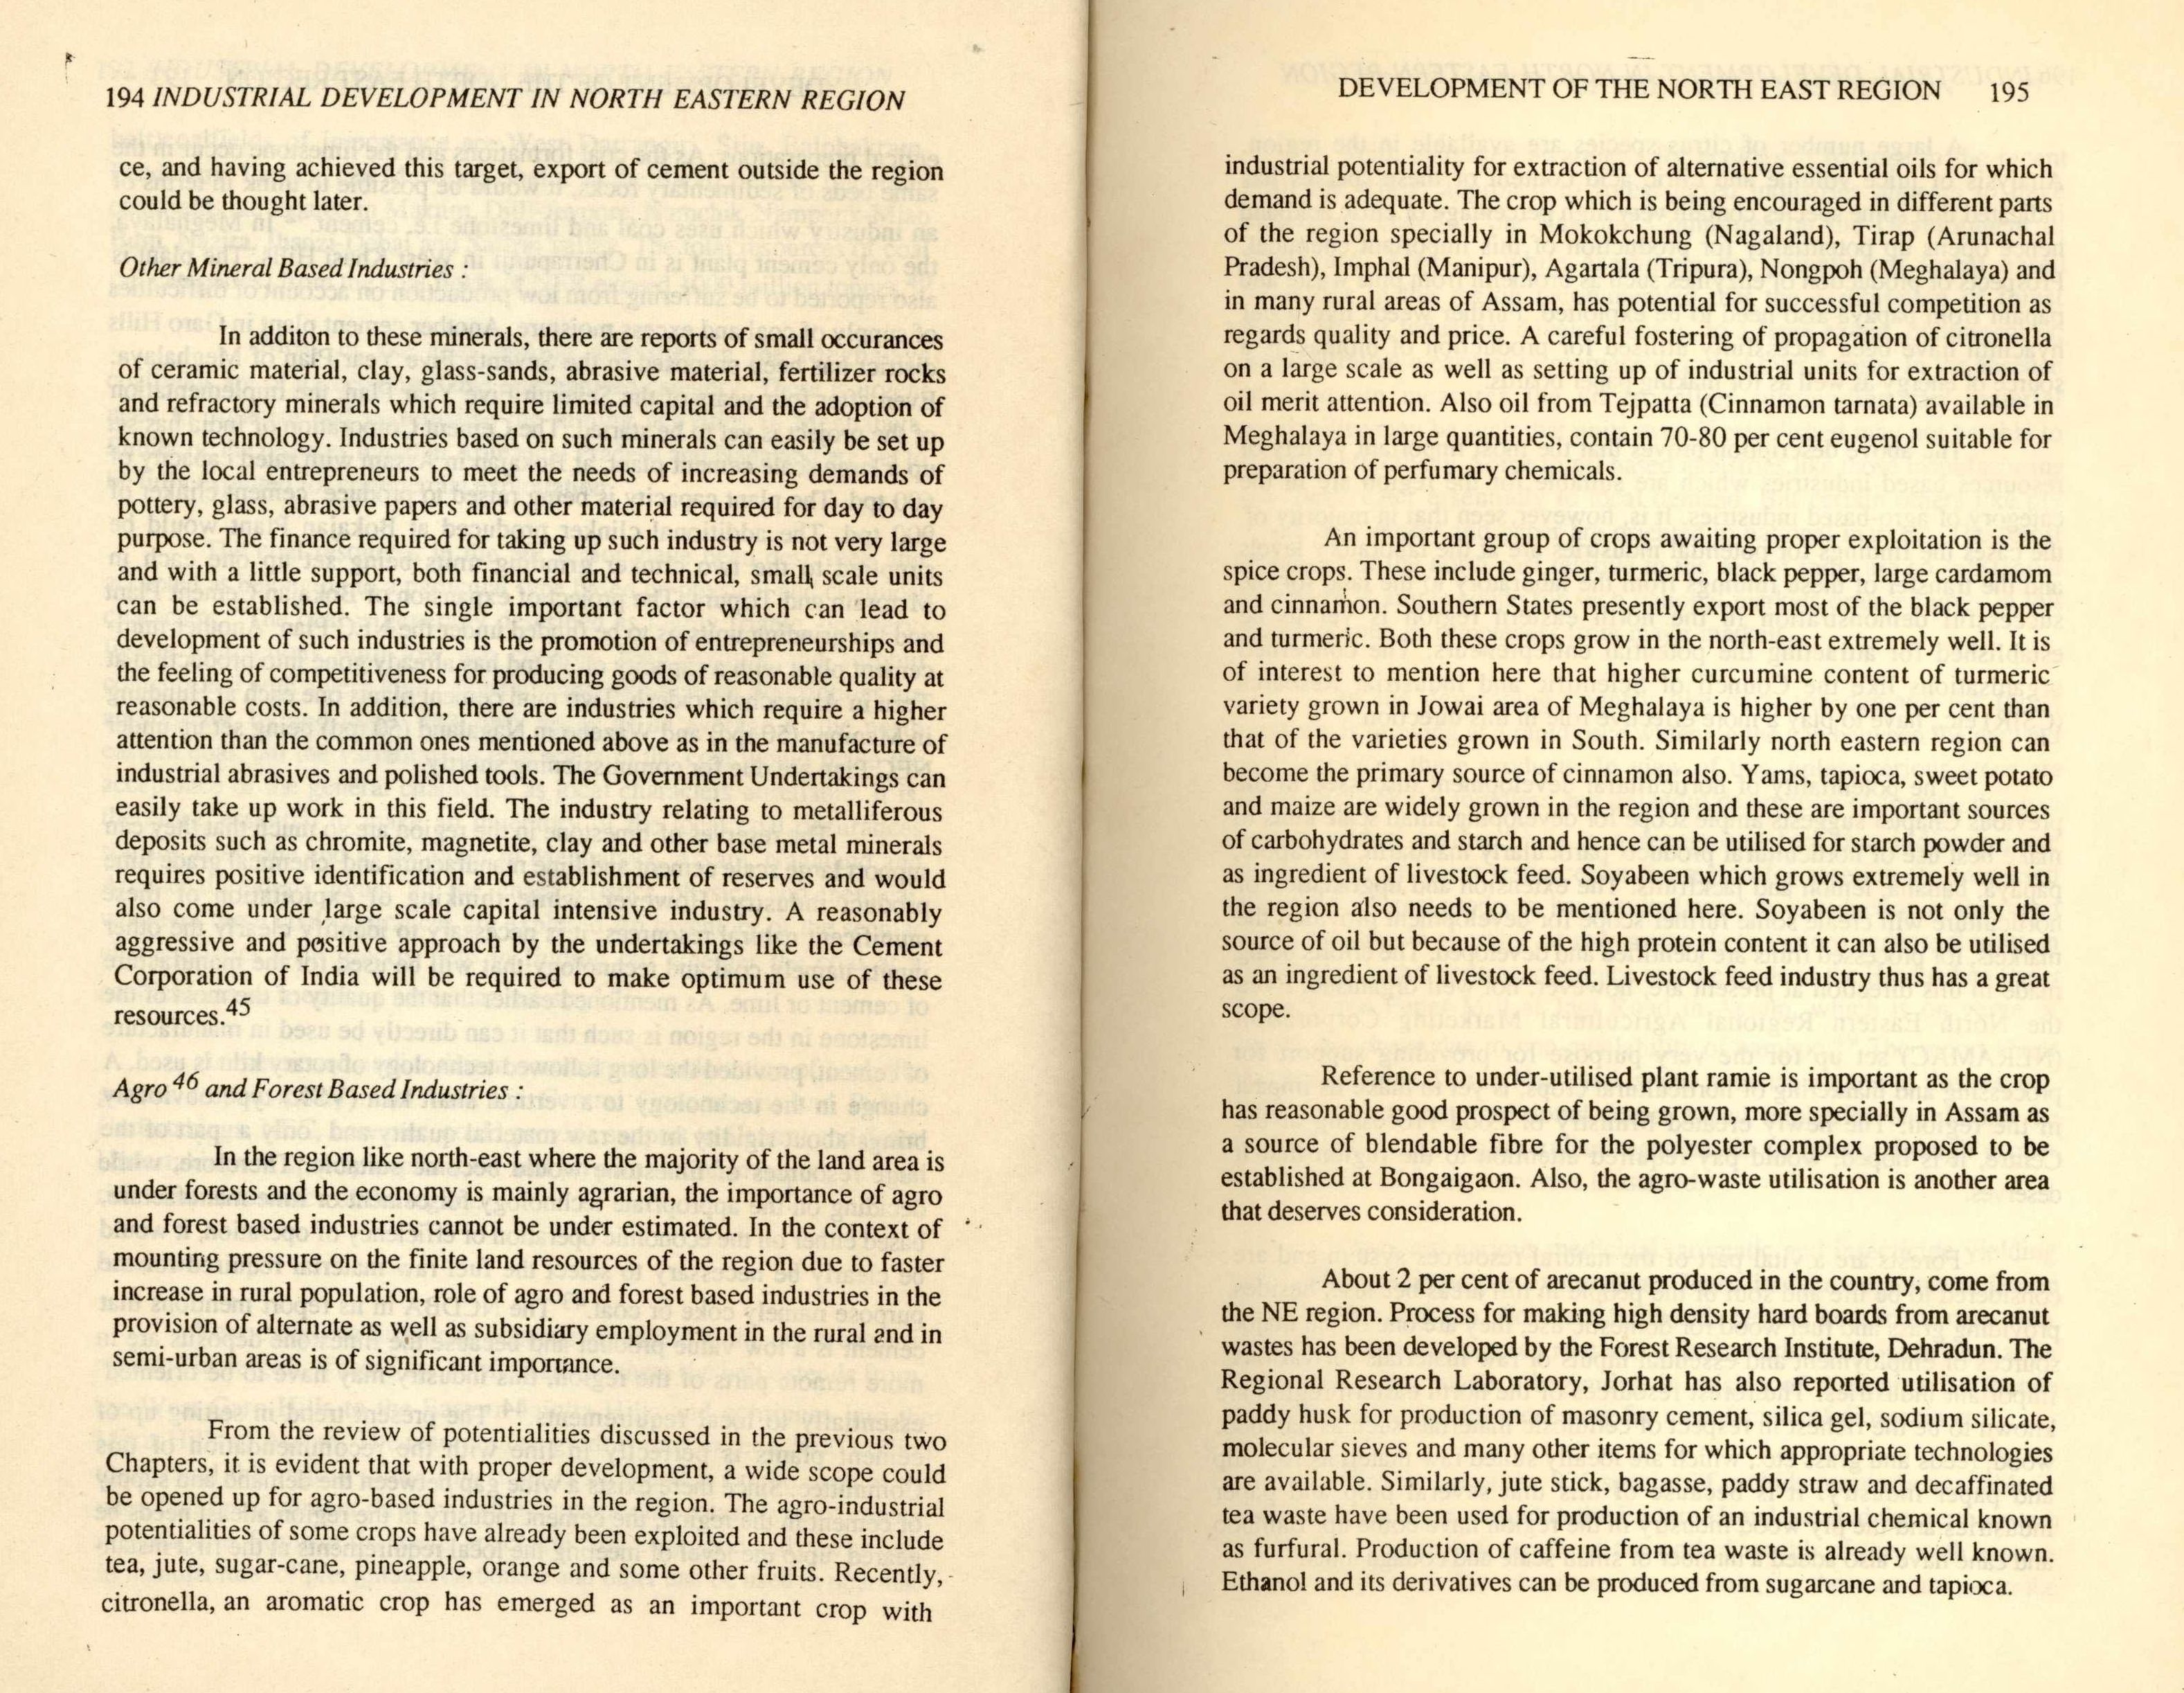 194 INDUSTRIAL DEVELOPMENT IN NORTH EASTERN REGION
ce, and having achieved this target, export of cement outside the region
could be thought later.
Other Mineral Based Industries :
In additon to these minerals, there are reports of small occurances
of ceramic material, clay, glass-sands, abrasive material, fertilizer rocks
and refractory minerals which require limited capital and the adoption of
known technology. Industries based on such minerals can easily be set up
by the local entrepreneurs to meet the needs of increasing demands of
pottery, glass, abrasive papers and other material required for day to day
purpose. The finance required for taking up such industry is not very large
and with a little support, both financial and technical, small scale units
can be established. The single important factor which can lead to
development of such industries is the promotion of entrepreneurships and
the feeling of competitiveness for producing goods of reasonable quality at
reasonable costs. In addition, there are industries which require a higher
attention than the common ones mentioned above as in the manufacture of
industrial abrasives and polished tools. The Government Undertakings can
easily take up work in this field. The industry relating to metalliferous
deposits such as chromite, magnetite, clay and other base metal minerals
requires positive identification and establishment of reserves and would
also come under large scale capital intensive industry. A reasonably
aggressive and positive approach by the undertakings like the Cement
Corporation of India will be required to make optimum use of these
resources.45
Agro 46 and Forest Based Industries :
In the region like north-east where the majority of the land area is
under forests and the economy is mainly agrarian, the importance of agro
and forest based industries cannot be under estimated. In the context of
mounting pressure on the finite land resources of the region due to faster
increase in rural population, role of agro and forest based industries in the
provision of alternate as well as subsidiary employment in the rural and in
semi-urban areas is of significant importance.
From the review of potentialities discussed in the previous two
Chapters, it is evident that with proper development, a wide scope could
be opened up for agro-based industries in the region. The agro-industrial
potentialities of some crops have already been exploited and these include
tea, jute, sugar-cane, pineapple, orange and some other fruits. Recently,
citronella, an aromatic crop has emerged as an important crop with
DEVELOPMENT OF THE NORTH EAST REGION 195
industrial potentiality for extraction of alternative essential oils for which
demand is adequate. The crop which is being encouraged in different parts
of the region specially in Mokokchung (Nagaland), Tirap (Arunachal
Pradesh), Imphal (Manipur), Agartala (Tripura), Nongpoh (Meghalaya) and
in many rural areas of Assam, has potential for successful competition as
regards quality and price. A careful fostering of propagation of citronella
on a large scale as well as setting up of industrial units for extraction of
oil merit attention. Also oil from Tejpatta (Cinnamon tarnata) available in
Meghalaya in large quantities, contain 70-80 per cent eugenol suitable for
preparation of perfumary chemicals.
An important group of crops awaiting proper exploitation is the
spice crops. These include ginger, turmeric, black pepper, large cardamom
and cinnamon. Southern States presently export most of the black pepper
and turmeric. Both these crops grow in the north-east extremely well. It is
of interest to mention here that higher curcumine content of turmeric
variety grown in Jowai area of Meghalaya is higher by one per cent than
that of the varieties grown in South. Similarly north eastern region can
become the primary source of cinnamon also. Yams, tapioca, sweet potato
and maize are widely grown in the region and these are important sources
of carbohydrates and starch and hence can be utilised for starch powder and
as ingredient of livestock feed. Soyabeen which grows extremely well in
the region also needs to be mentioned here. Soyabeen is not only the
source of oil but because of the high protein content it can also be utilised
as an ingredient of livestock feed. Livestock feed industry thus has a great
scope.
Reference to under-utilised plant ramie is important as the crop
has reasonable good prospect of being grown, more specially in Assam as
a source of blendable fibre for the polyester complex proposed to be
established at Bongaigaon. Also, the agro-waste utilisation is another area
that deserves consideration.
About 2 per cent of arecanut produced in the country, come from
the NE region. Process for making high density hard boards from arecanut
wastes has been developed by the Forest Research Institute, Dehradun. The
Regional Research Laboratory, Jorhat has also reported utilisation of
paddy husk for production of masonry cement, silica gel, sodium silicate,
molecular sieves and many other items for which appropriate technologies
are available. Similarly, jute stick, bagasse, paddy straw and decaffinated
tea waste have been used for production of an industrial chemical known
as furfural. Production of caffeine from tea waste is already well known.
Ethanol and its derivatives can be produced from sugarcane and tapioca.